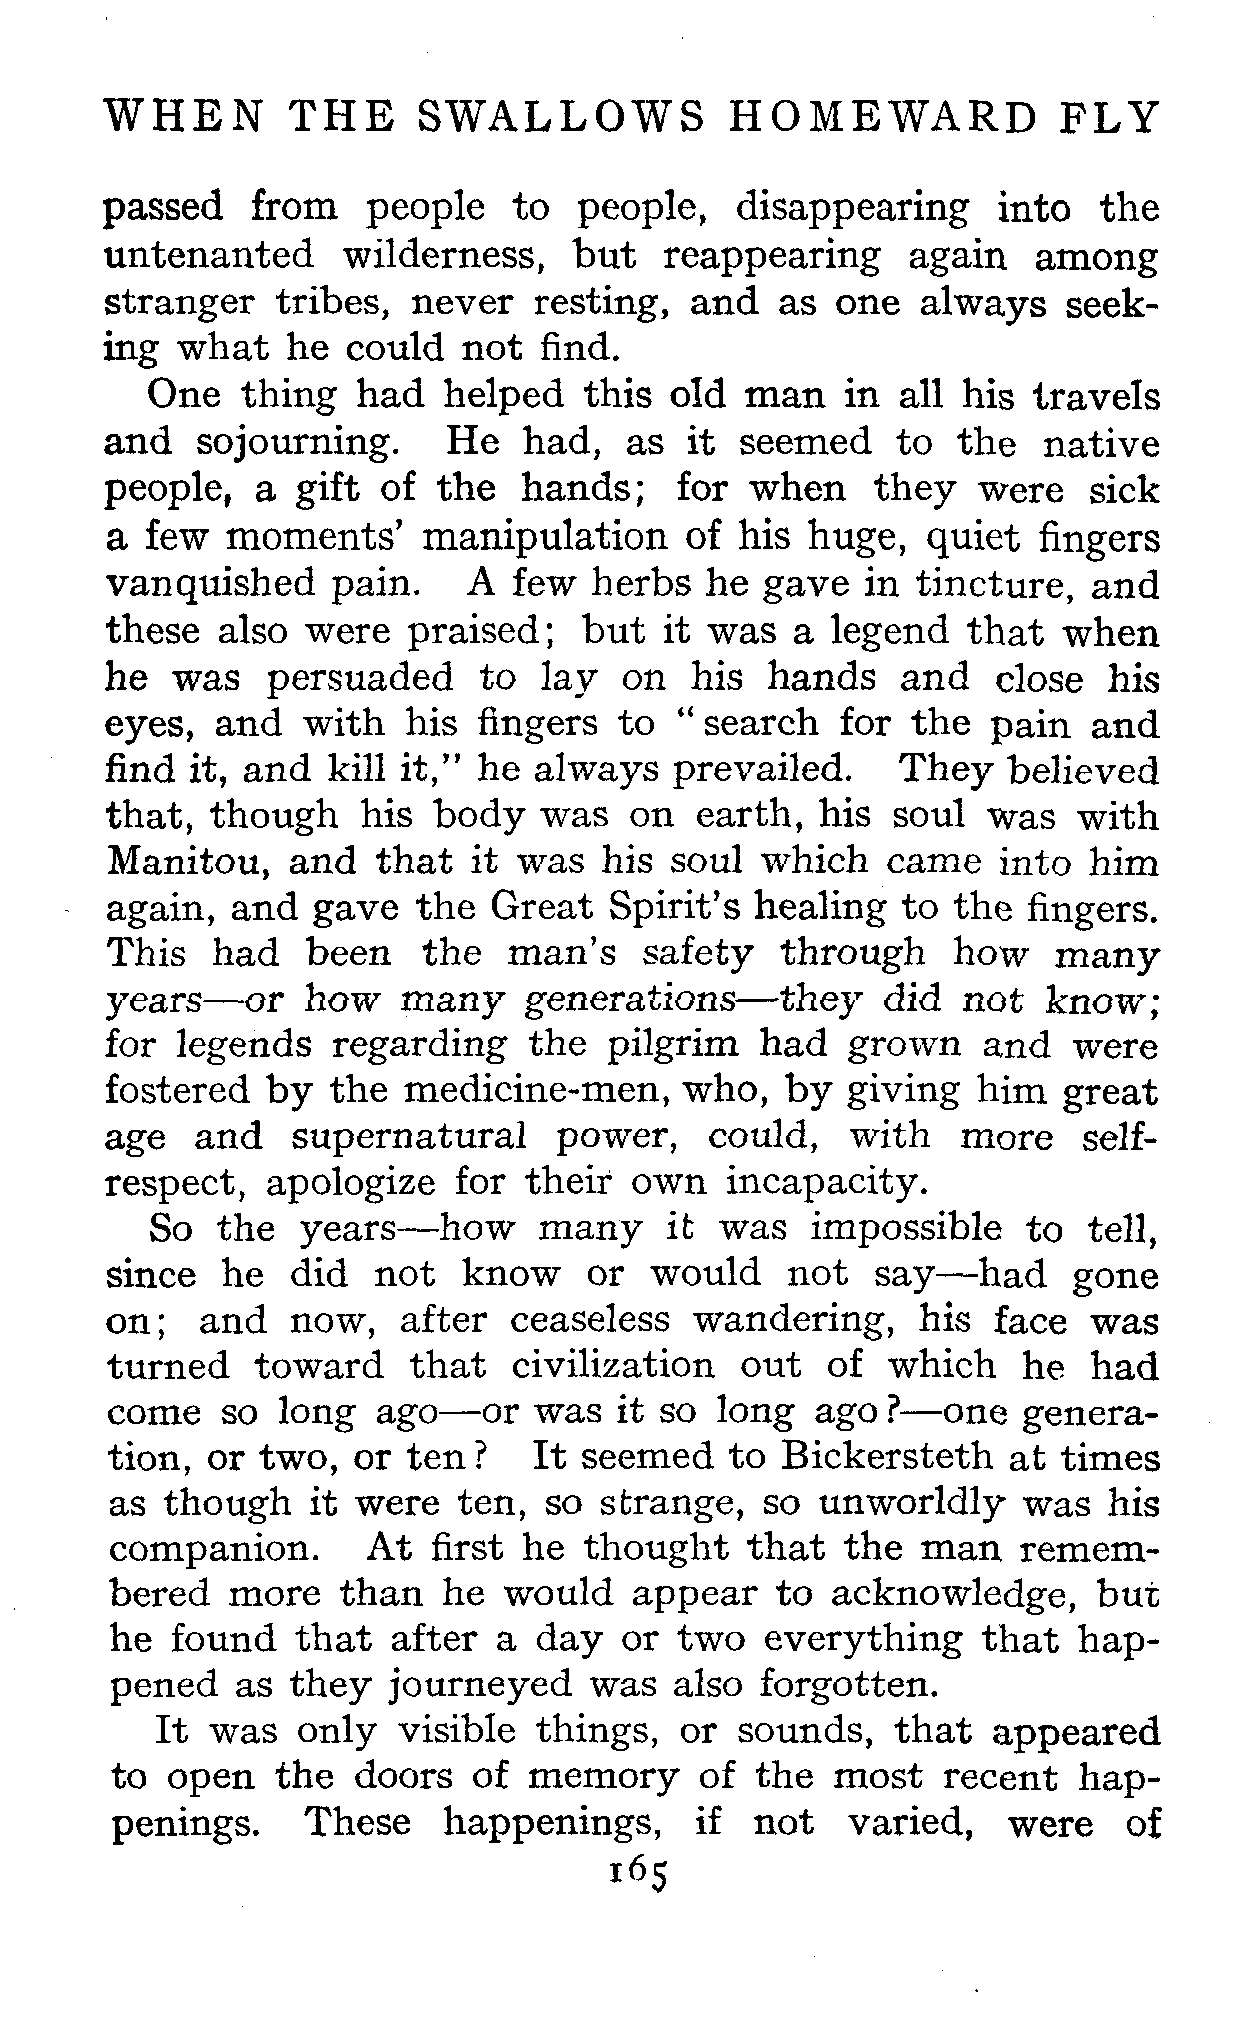 WHEN THE SWALLOWS HOMEWARD FLY
passed from people to people, disappearing into the
untenanted wilderness, but reappearing again among
stranger tribes, never resting, and as one always seek-
ing what he could not find.
One thing had helped this old man in all his travels
and sojourning. He had, as it seemed to the native
people, a gift of the hands; for when they were sick
a few moments' manipulation of his huge, quiet fingers
vanquished pain. A few herbs he gave in tincture, and
these also were praised; but it was a legend that when
he was persuaded to lay on his hands and close his
eyes, and with his fingers to "search for the pain and
find it, and kill it," he always prevailed. They believed
that, though his body was on earth, his soul was with
Manitou, and that it was his soul which came into him
again, and gave the Great Spirit's healing to the fingers.
This had been the man's safety through how many
years—or how many generations—they did not know;
for legends regarding the pilgrim had grown and were
fostered by the medicine-men, who, by giving him great
age and supernatural power, could, with more self-
respect, apologize for their own incapacity.
So the years—how many it was impossible to tell,
since he did not know or would not say—had gone
on; and now, after ceaseless wandering, his face was
turned toward that civilization out of which he had
come so long ago—or was it so long ago?—one genera-
tion, or two, or ten? It seemed to Bickersteth at times
as though it were ten, so strange, so unworldly was his
companion. At first he thought that the man remem-
bered more than he would appear to acknowledge, but
he found that after a day or two everything that hap-
pened as they journeyed was also forgotten.
It was only visible things, or sounds, that appeared
to open the doors of memory of the most recent hap-
penings. These happenings, if not varied, were of
165